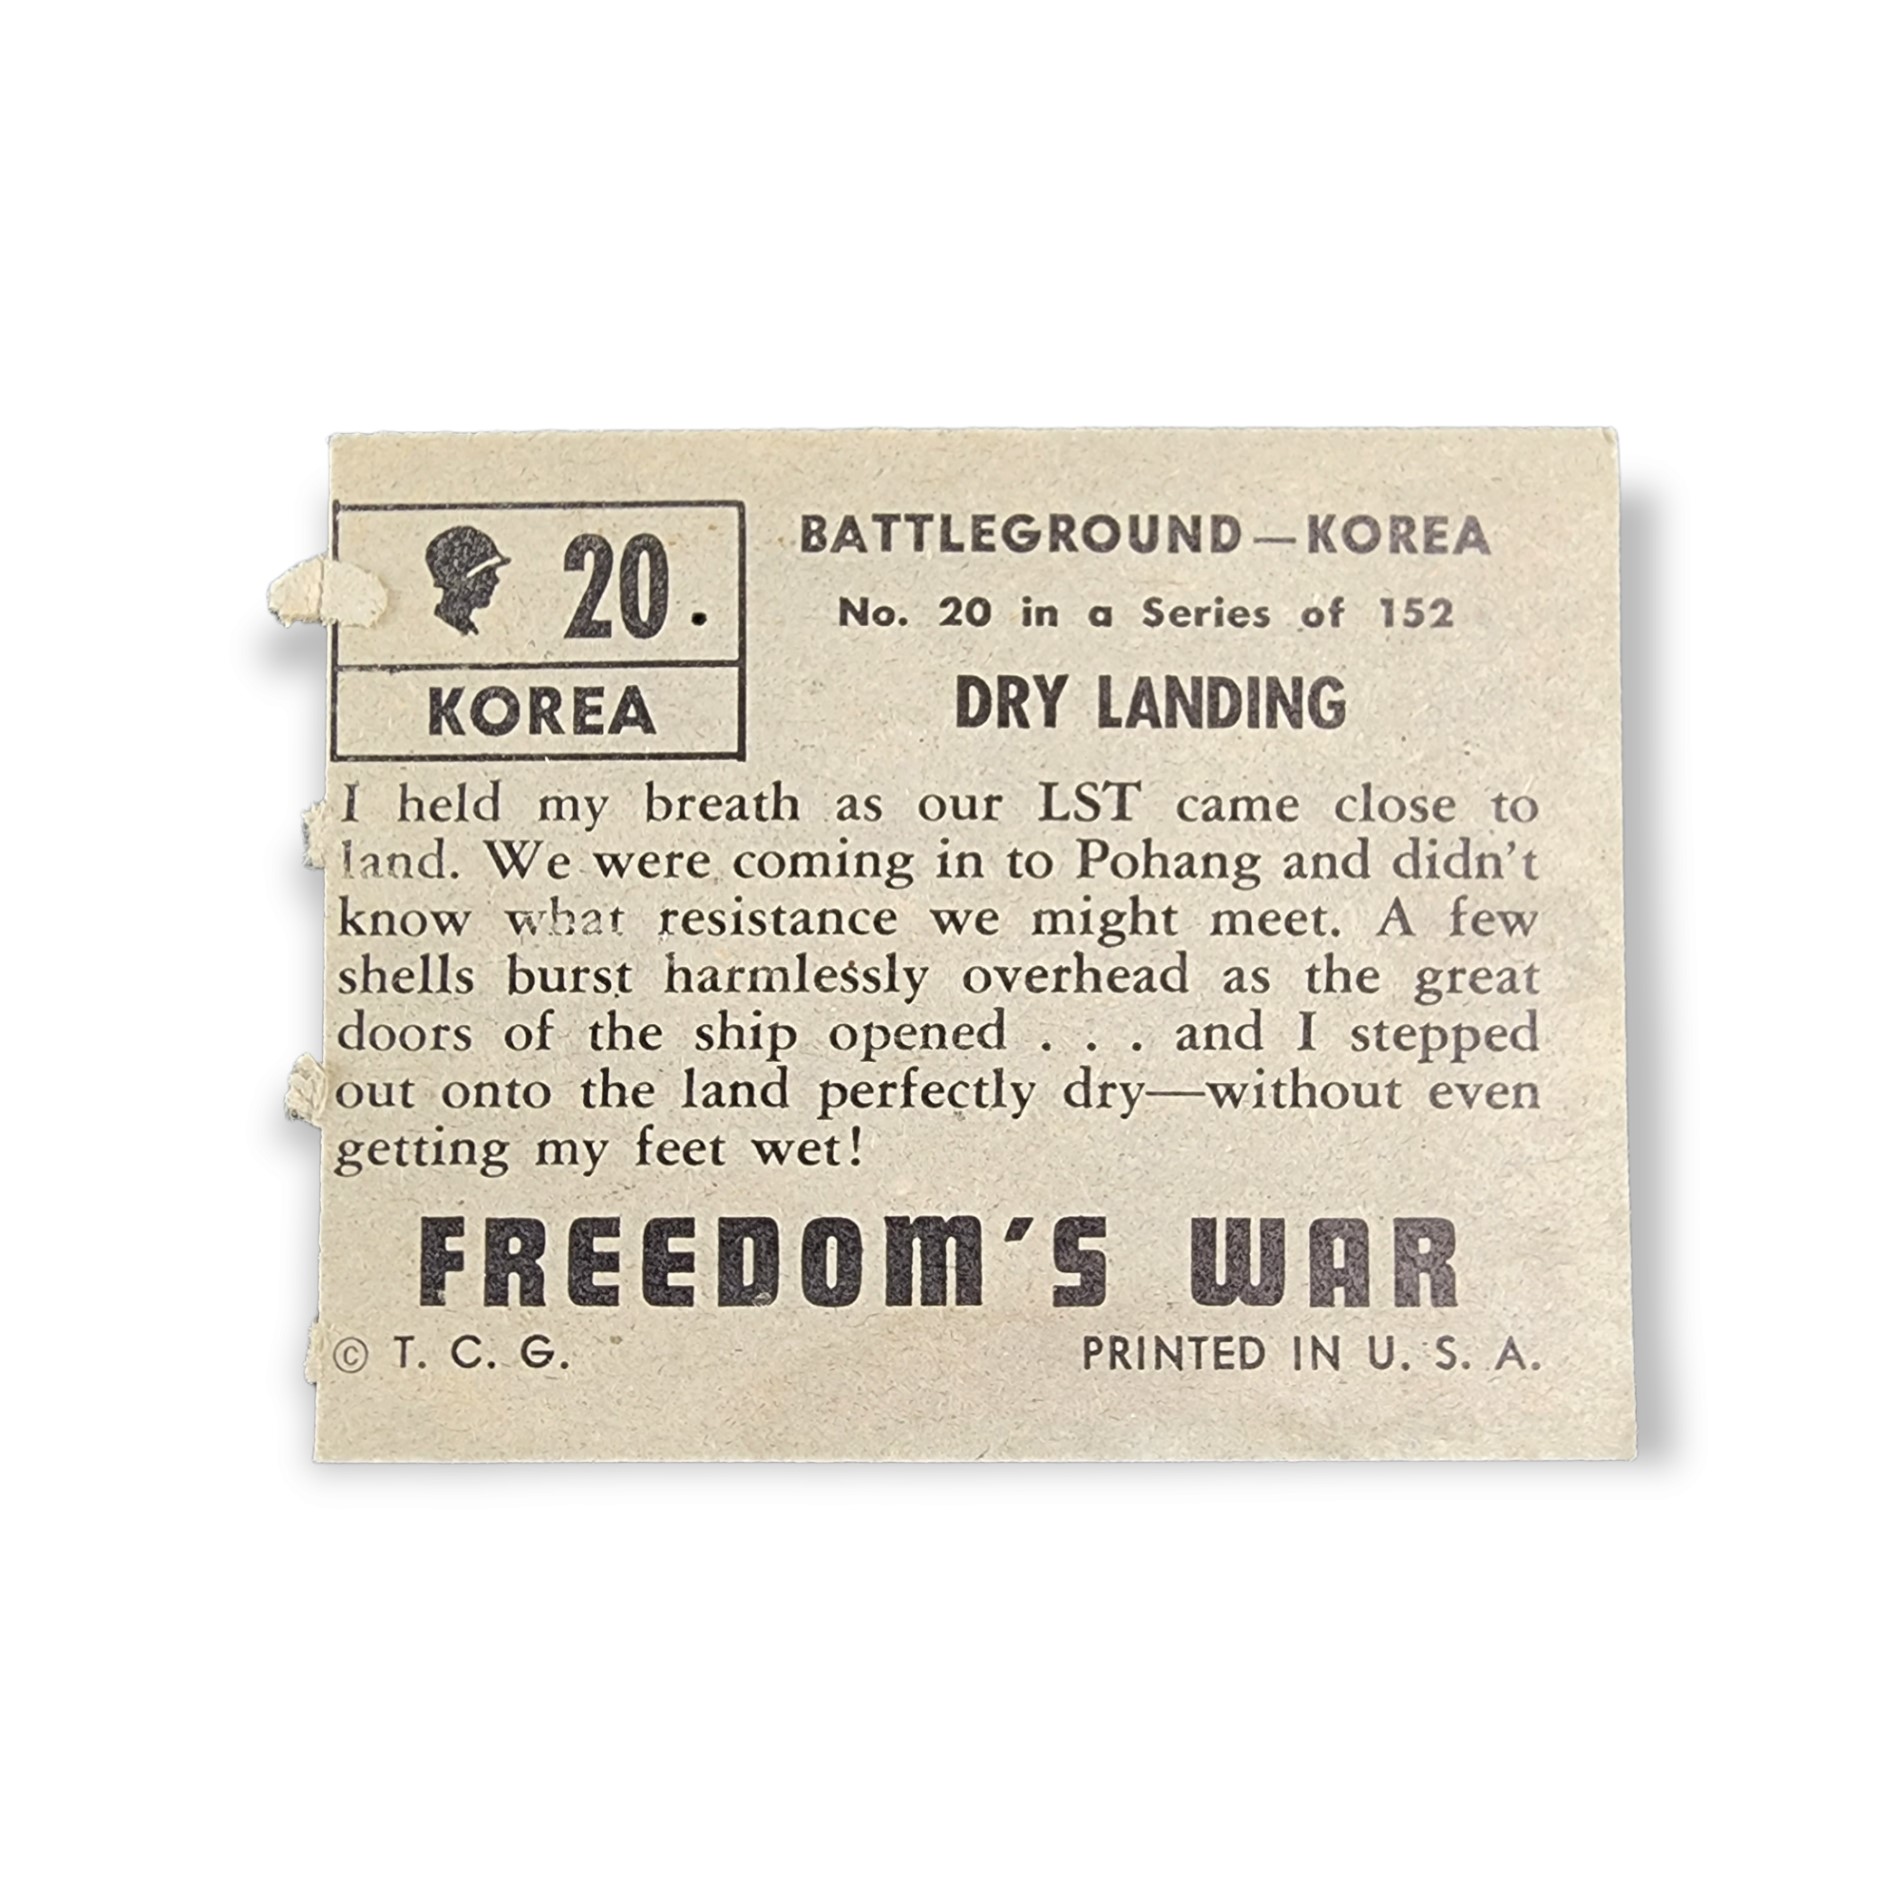 20.
KOREA
BATTLEGROUND—KOREA
No. 20 in a Series of 152
DRY LANDING
I held my breath as our LST came close to
land. We were coming in to Pohang and didn't
know what resistance we might meet. A few
shells burst harmlessly overhead as the great
doors of the ship opened . . . and I stepped
out onto the land perfectly dry—without even
getting my feet wet!
FREEDOM'S WAR
© T. C. G.
PRINTED IN U. S. A.